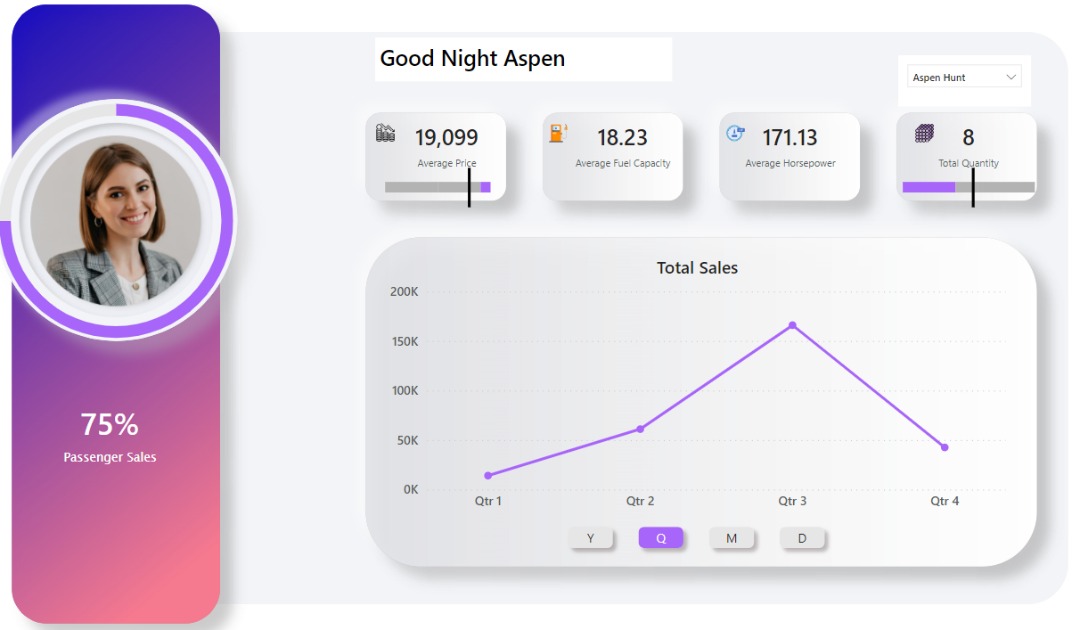 Good Night Aspen
Aspen Hunt
19,099
Average Price
18.23
Average Fuel Capacity
171.13
Average Horsepower
8
Total Quantity
75%
Passenger Sales
Total Sales
200K
150K
100K
50K
0K
Qtr 1
Qtr 2
Qtr 3
Qtr 4
Y
Q
M
D